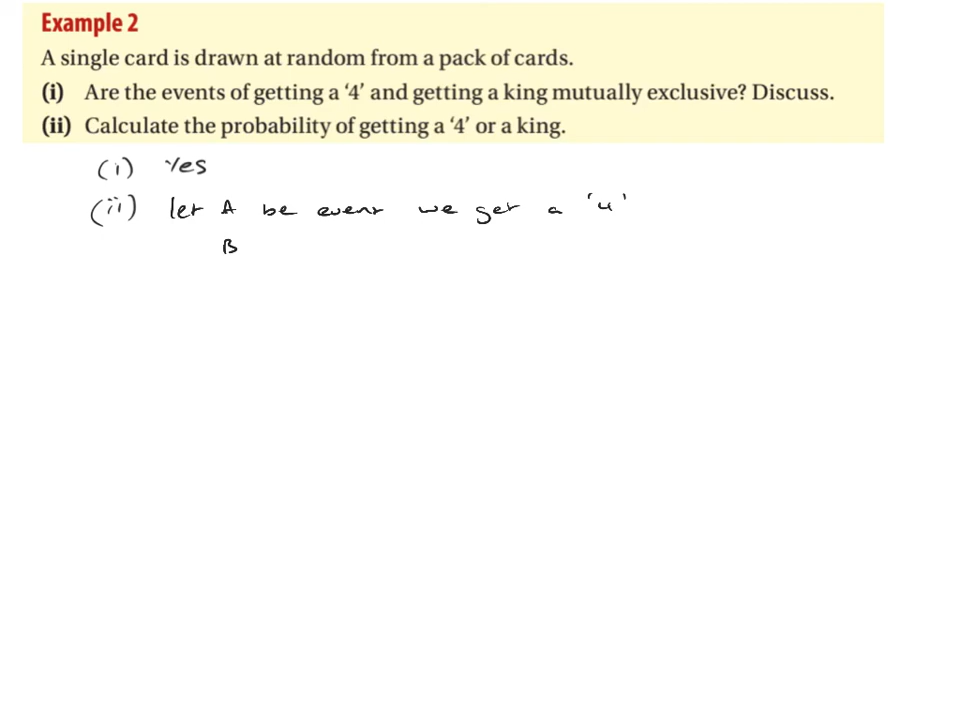 Example 2
A single card is drawn at random from a pack of cards.
(i) Are the events of getting a ‘4’ and getting a king mutually exclusive? Discuss.
(ii) Calculate the probability of getting a ‘4’ or a king.
(i) Yes
(ii) let A be event we get a '4'
B